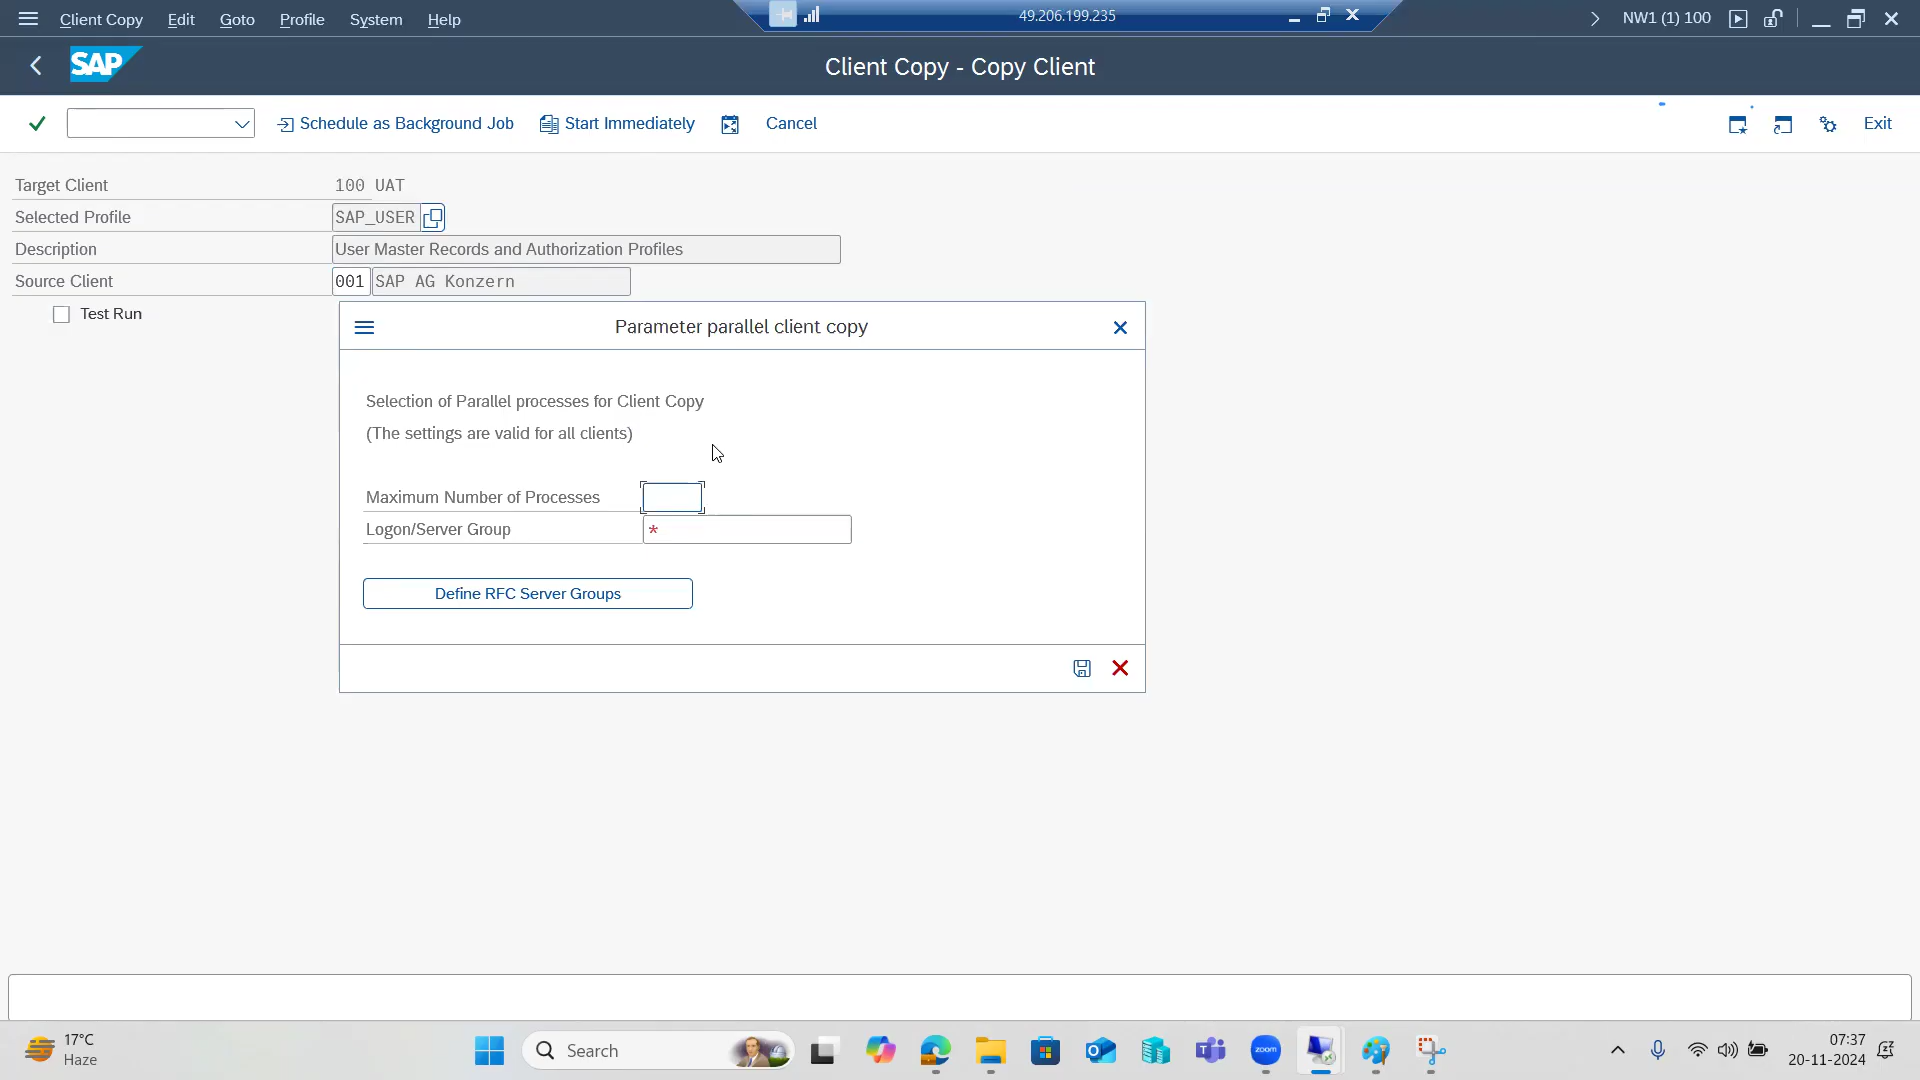 Client Copy Edit Goto Profile System Help
49.206.199.235
NW1 (1) 100
SAP
Client Copy - Copy Client
Schedule as Background Job Start Immediately Cancel Exit
Target Client 100 UAT
Selected Profile SAP_USER
Description User Master Records and Authorization Profiles
Source Client 001 SAP AG Konzern
Test Run
Parameter parallel client copy
Selection of Parallel processes for Client Copy
(The settings are valid for all clients)
Maximum Number of Processes
Logon/Server Group *
Define RFC Server Groups
17°C
Haze
Search
zoom
07:37
20-11-2024